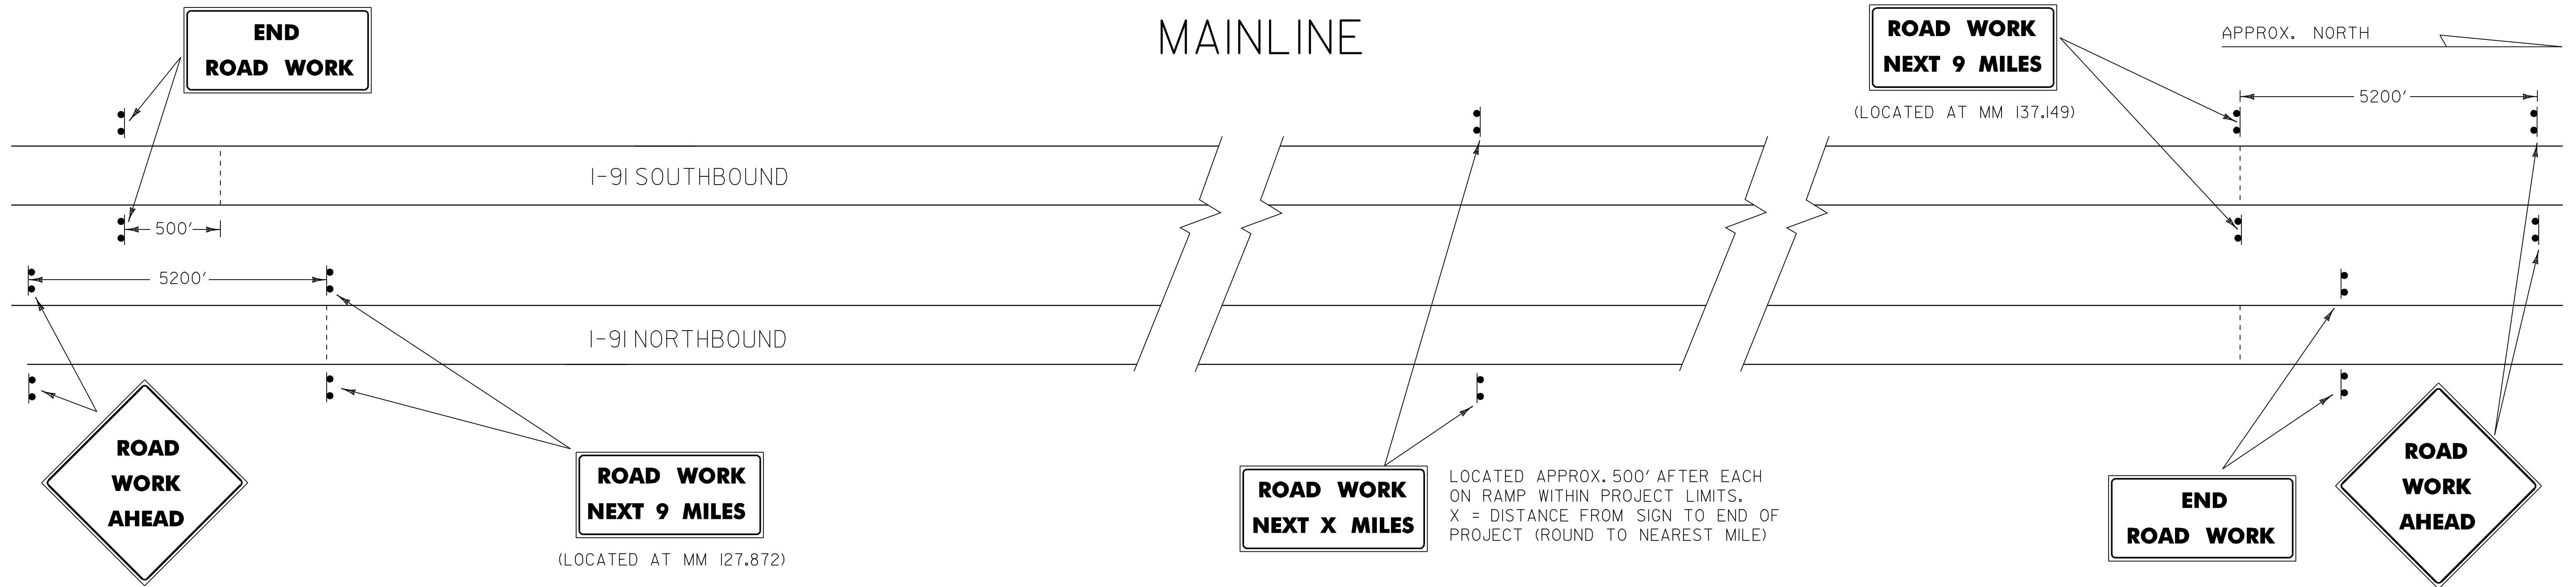 MAINLINE
END
ROAD WORK
ROAD WORK
NEXT 9 MILES
(LOCATED AT MM 137.149)
APPROX. NORTH
5200'
I-91 SOUTHBOUND
500'
5200'
I-91 NORTHBOUND
ROAD
WORK
AHEAD
ROAD WORK
NEXT 9 MILES
(LOCATED AT MM 127.872)
ROAD WORK
NEXT X MILES
LOCATED APPROX. 500' AFTER EACH
ON RAMP WITHIN PROJECT LIMITS.
X = DISTANCE FROM SIGN TO END OF
PROJECT (ROUND TO NEAREST MILE)
END
ROAD WORK
ROAD
WORK
AHEAD